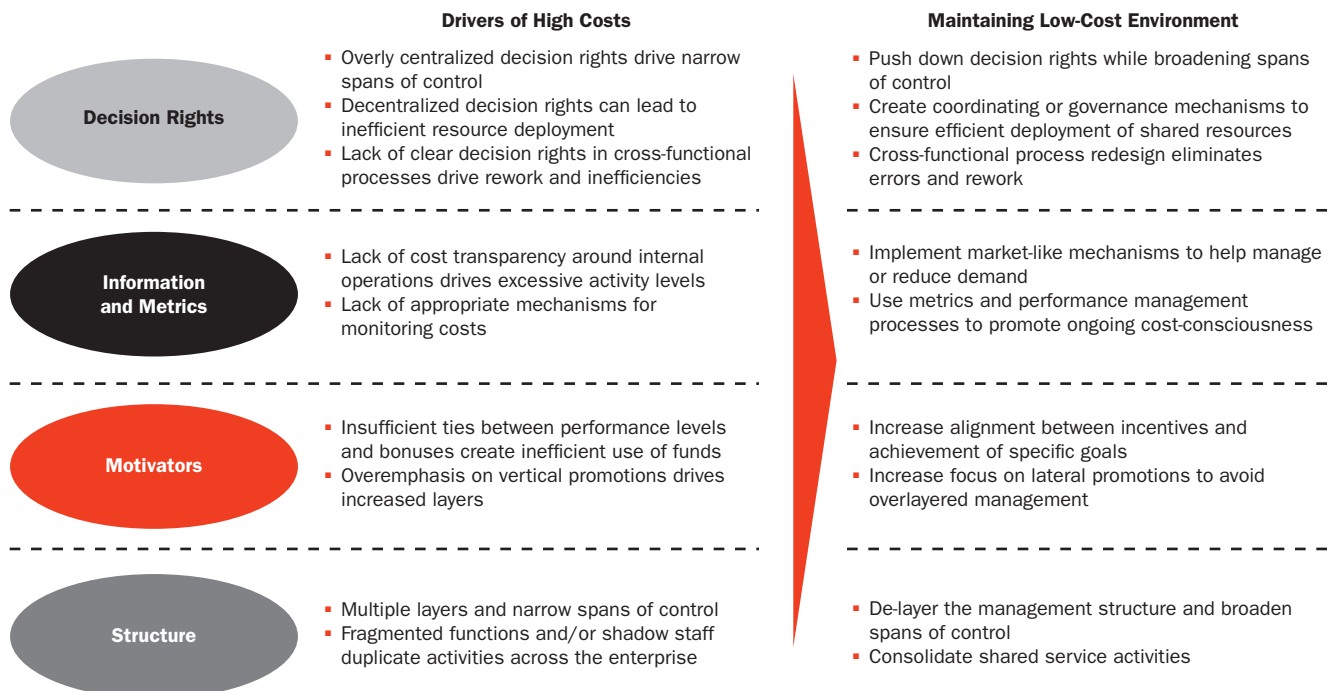 Drivers of High Costs
Maintaining Low-Cost Environment
Decision Rights
▪ Overly centralized decision rights drive narrow
spans of control
▪ Decentralized decision rights can lead to
inefficient resource deployment
▪ Lack of clear decision rights in cross-functional
processes drive rework and inefficiencies
▪ Push down decision rights while broadening spans
of control
▪ Create coordinating or governance mechanisms to
ensure efficient deployment of shared resources
▪ Cross-functional process redesign eliminates
errors and rework
Information
and Metrics
▪ Lack of cost transparency around internal
operations drives excessive activity levels
▪ Lack of appropriate mechanisms for
monitoring costs
▪ Implement market-like mechanisms to help manage
or reduce demand
▪ Use metrics and performance management
processes to promote ongoing cost-consciousness
Motivators
▪ Insufficient ties between performance levels
and bonuses create inefficient use of funds
▪ Overemphasis on vertical promotions drives
increased layers
▪ Increase alignment between incentives and
achievement of specific goals
▪ Increase focus on lateral promotions to avoid
overlayered management
Structure
▪ Multiple layers and narrow spans of control
▪ Fragmented functions and/or shadow staff
duplicate activities across the enterprise
▪ De-layer the management structure and broaden
spans of control
▪ Consolidate shared service activities